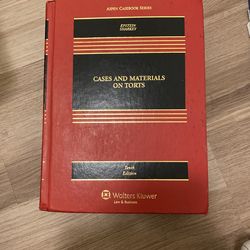 ASPEN CASEBOOK SERIES
EPSTEIN
SHARKEY
CASES AND MATERIALS
ON TORTS
Tenth
Edition
Wolters Kluwer
Law & Business